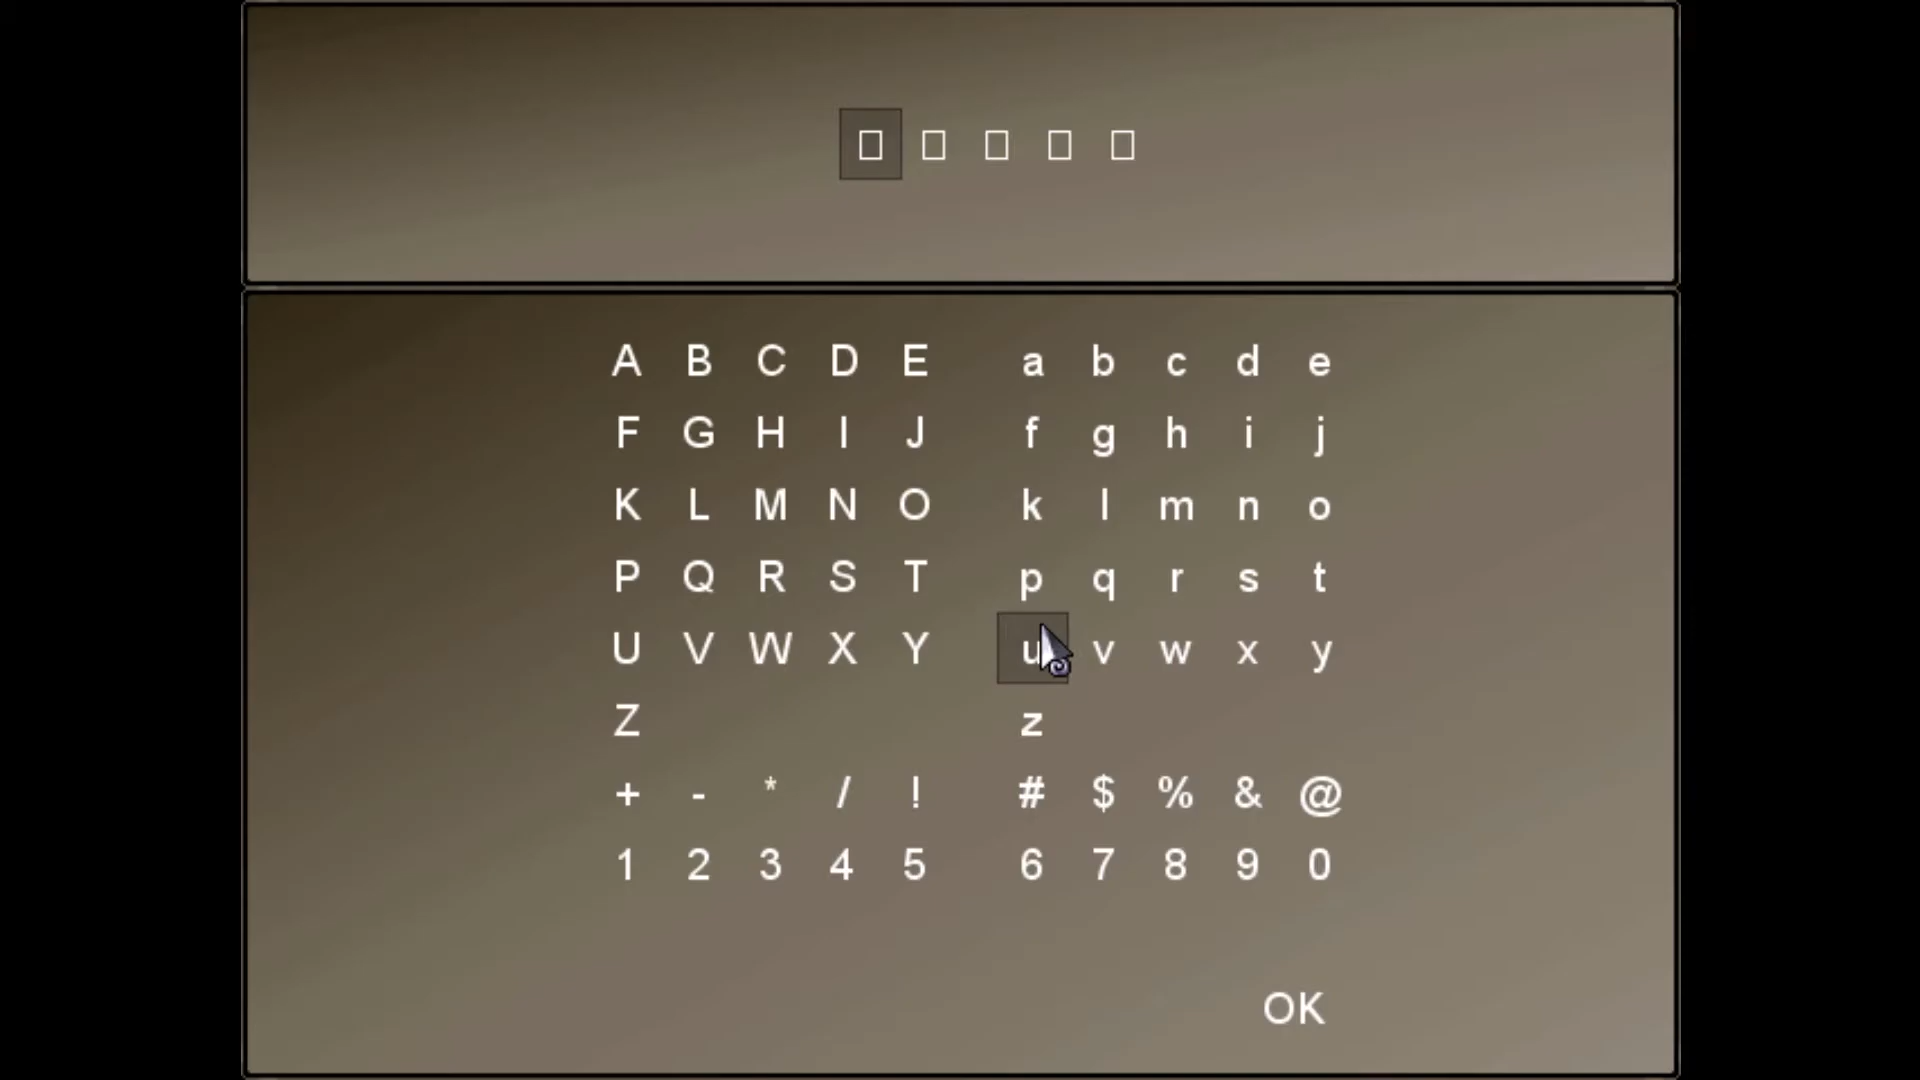 A B C D E a b c d e
F G H I J f g h i j
K L M N O k l m n o
P Q R S T p q r s t
U V W X Y u v w x y
Z z
+ - * / ! # $ % & @
1 2 3 4 5 6 7 8 9 0
OK